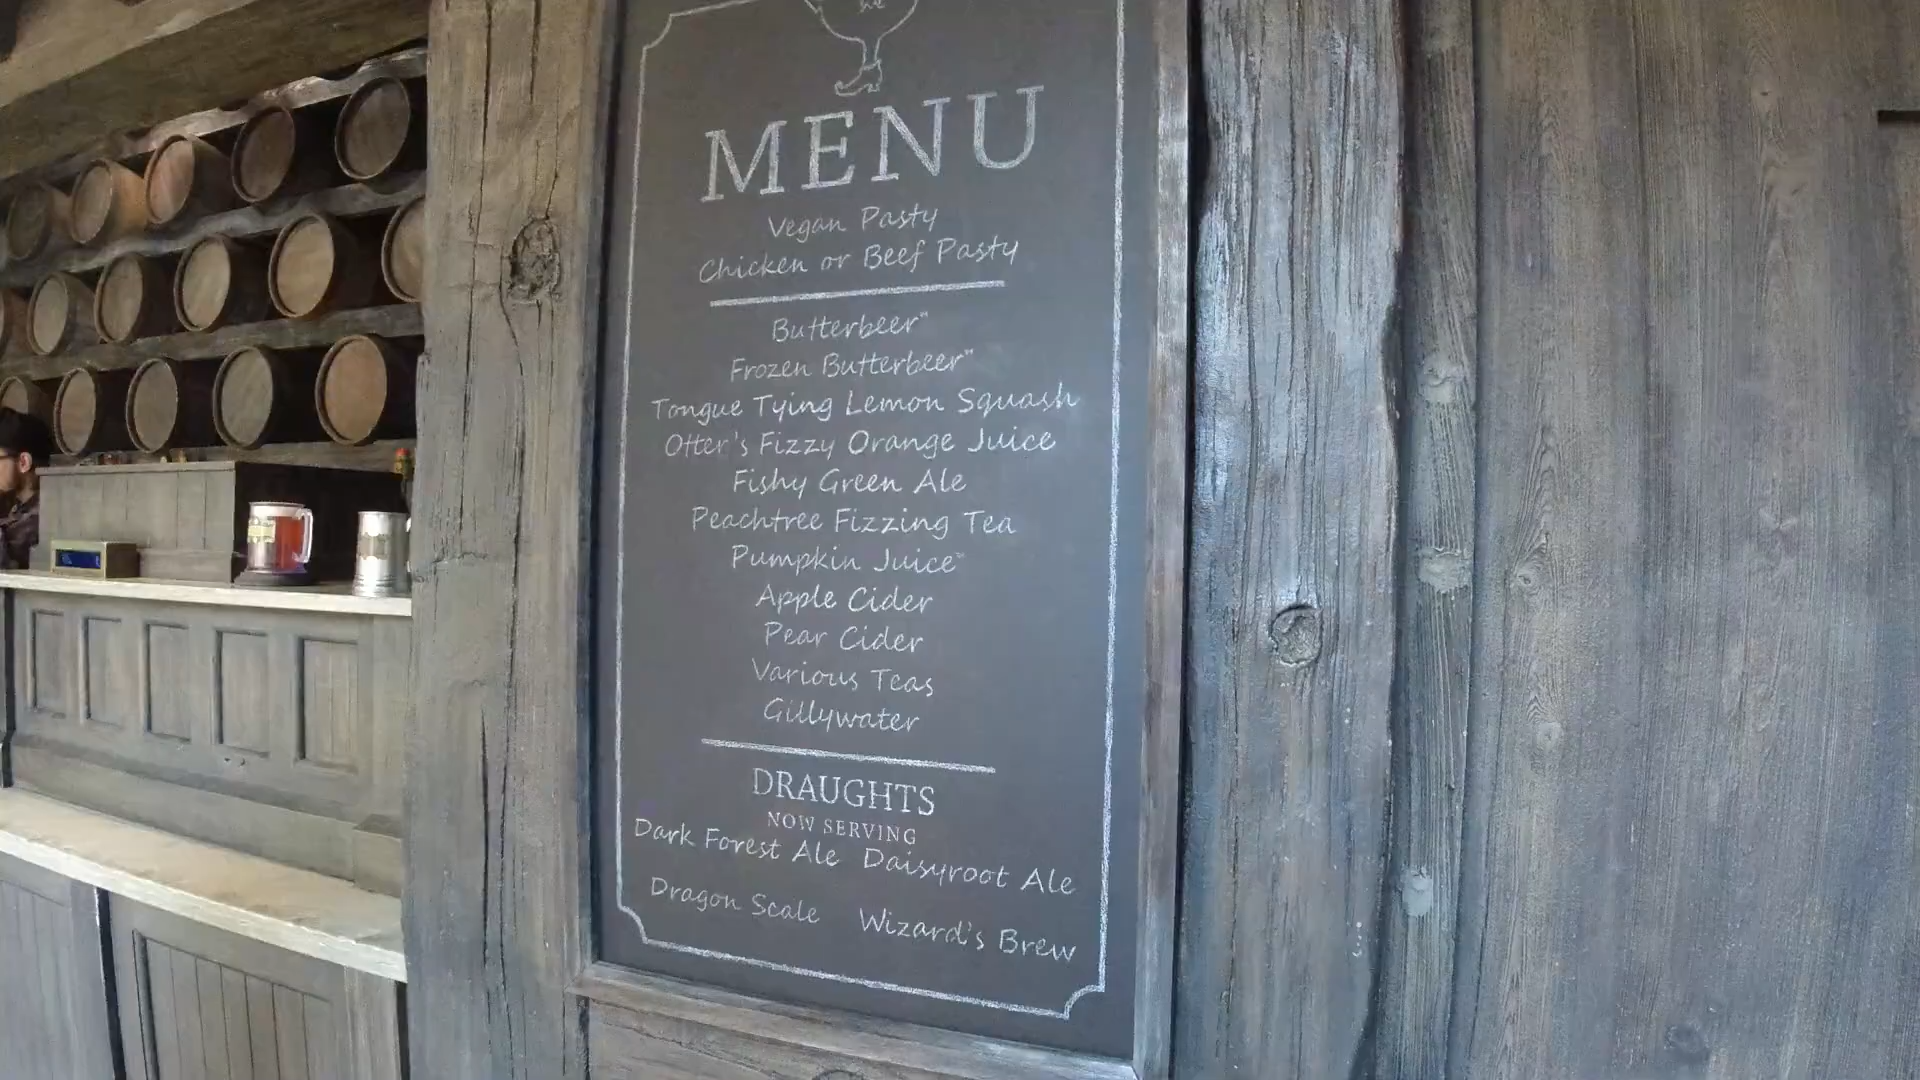 MENU
Vegan Pasty
Chicken or Beef Pasty
Butterbeer™
Frozen Butterbeer™
Tongue Tying Lemon Squash
Otter's Fizzy Orange Juice
Fishy Green Ale
Peachtree Fizzing Tea
Pumpkin Juice™
Apple Cider
Pear Cider
Various Teas
Gillywater
DRAUGHTS
NOW SERVING
Dark Forest Ale Daisyroot Ale
Dragon Scale Wizard's Brew